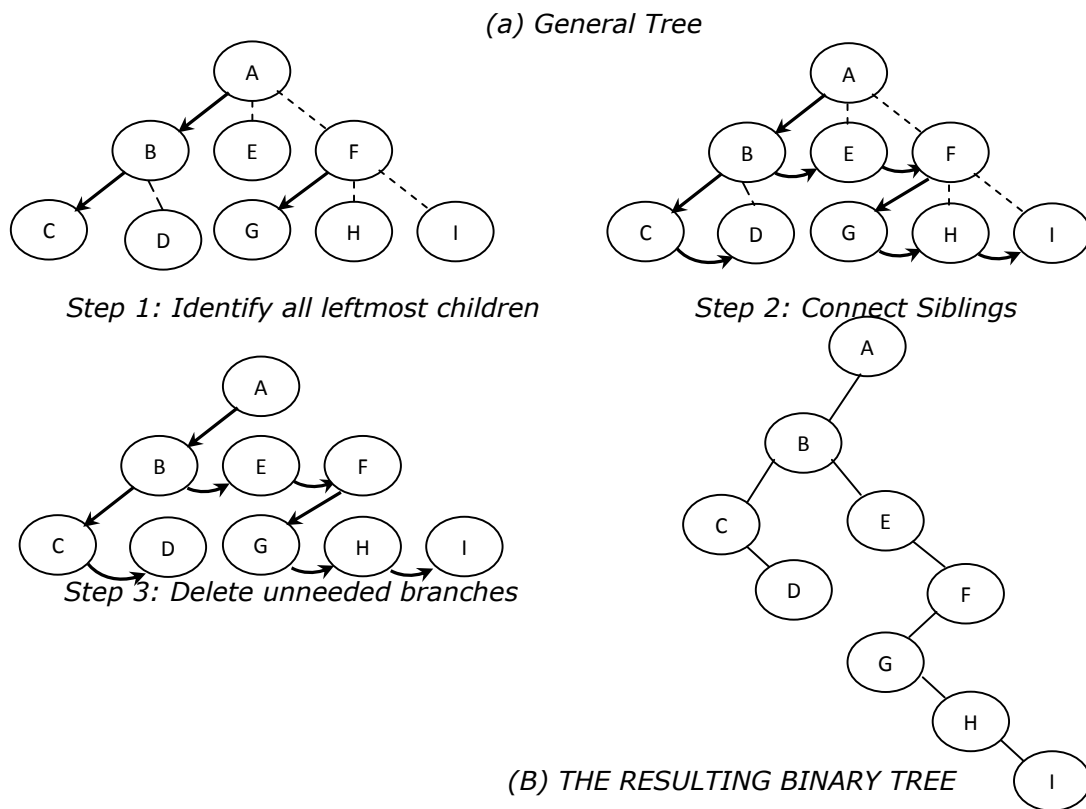 (a) General Tree
A
B E F
C D G H I
Step 1: Identify all leftmost children
A
B E F
C D G H I
Step 2: Connect Siblings
A
B E F
C D G H I
Step 3: Delete unneeded branches
A
B
C E
D F
G
H
I
(B) THE RESULTING BINARY TREE